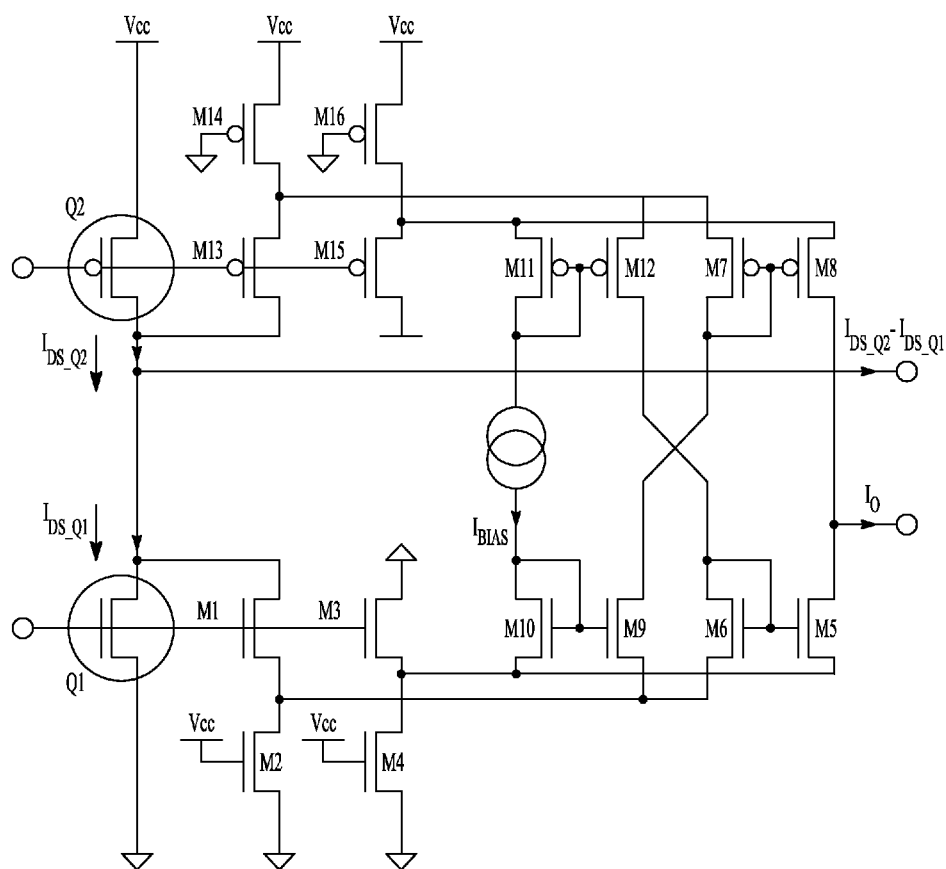 Vcc Vcc Vcc
M14 M16
Q2
M13 M15 M11 M12 M7 M8
I_DS_Q2 I_DS_Q2-I_DS_Q1
I_DS_Q1 I_BIAS I_O
M1 M3 M10 M9 M6 M5
Q1
Vcc Vcc
M2 M4